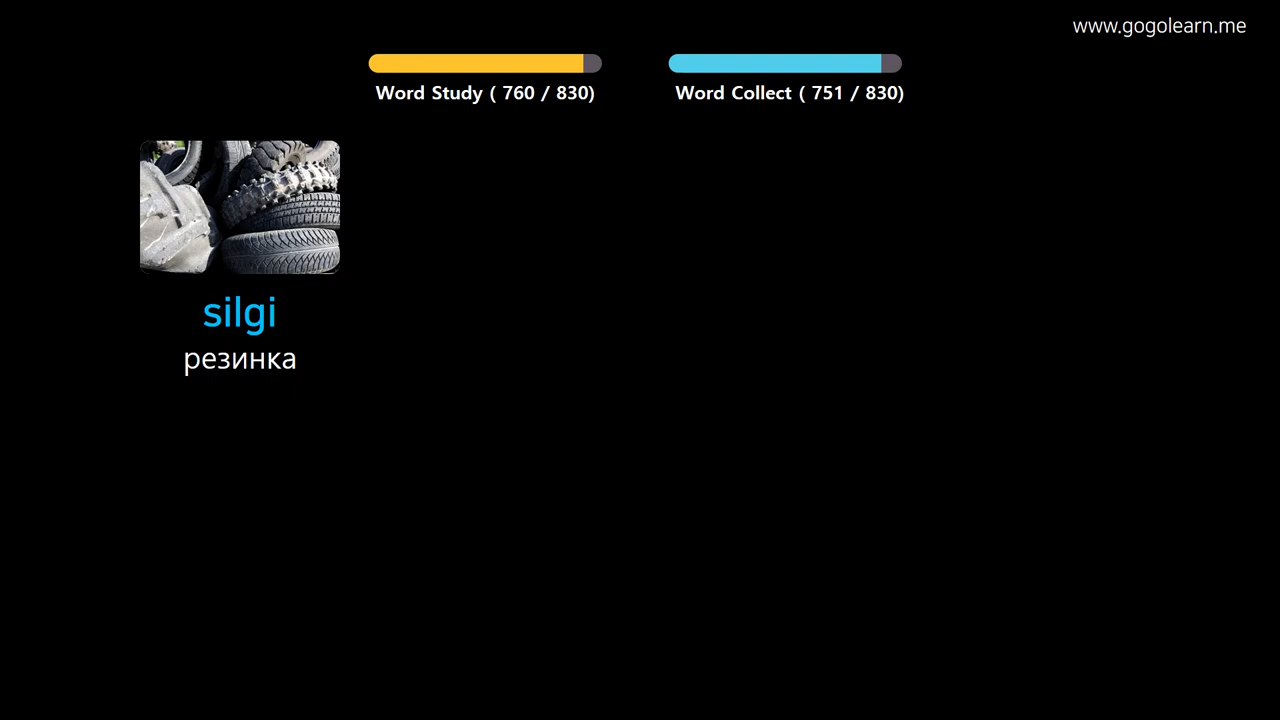 www.gogolearn.me
Word Study ( 760 / 830)
Word Collect ( 751 / 830)
silgi
резинка